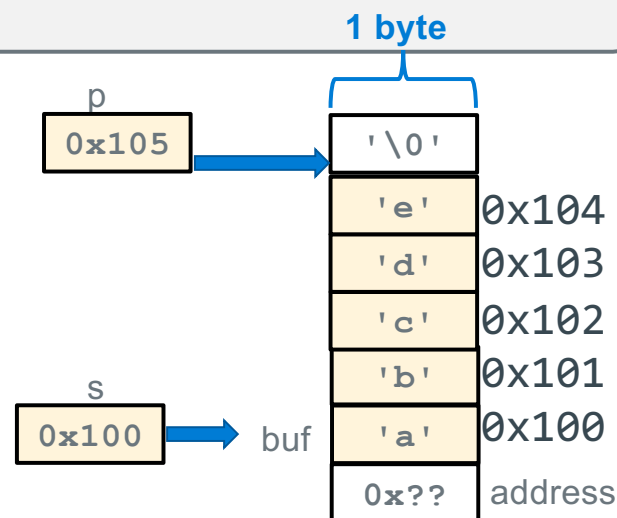 1 byte
p
0x105
'\0'
'e' 0x104
'd' 0x103
'c' 0x102
'b' 0x101
s
0x100
buf 'a' 0x100
0x?? address